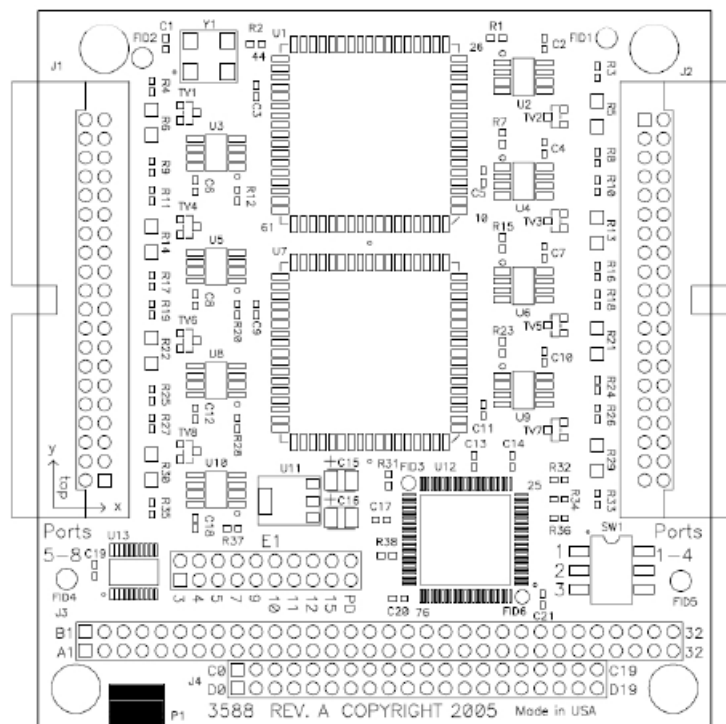 C1
Y1
R2
U1
R1
FID2
FID1
44
26
C2
J1
J2
R3
R4
C3
U2
R5
TV1
TV2
R6
U3
R7
C4
R8
R9
C5
R10
R11
C6
R12
U4
TV4
TV3
61
10
R13
R14
U5
U7
R15
C7
R16
R17
C8
C9
R18
R19
R20
U6
TV6
TV5
R22
R23
R21
U8
C10
R24
R25
U9
C12
C11
R26
R27
R28
TV7
TV8
C13
C14
y
U10
U11
C15
R31
FID3
U12
R29
R30
R32
25
top
x
C16
R34
R33
R35
C18
C17
R36
SW1
Ports
U13
R37
E1
R38
Ports
5-8
1
1-4
C19
2
3
FID4
3 4 5 7 9 10 11 12 15 PD
FID5
J3
C20
76
FID6
C21
B1
32
A1
32
J4
C0
C19
D0
D19
P1
3588 REV. A COPYRIGHT 2005 Made in USA